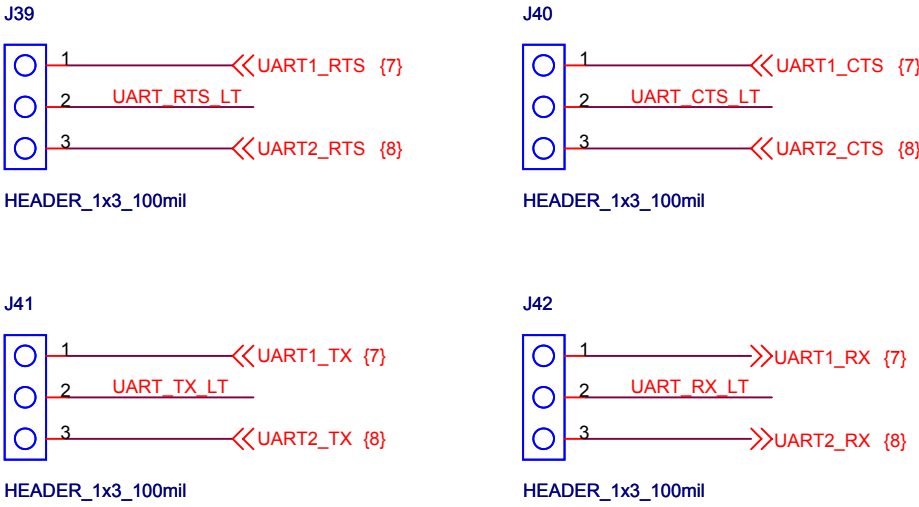 J39
1 UART1_RTS {7}
2 UART_RTS_LT
3 UART2_RTS {8}
HEADER_1x3_100mil
J40
1 UART1_CTS {7}
2 UART_CTS_LT
3 UART2_CTS {8}
HEADER_1x3_100mil
J41
1 UART1_TX {7}
2 UART_TX_LT
3 UART2_TX {8}
HEADER_1x3_100mil
J42
1 UART1_RX {7}
2 UART_RX_LT
3 UART2_RX {8}
HEADER_1x3_100mil